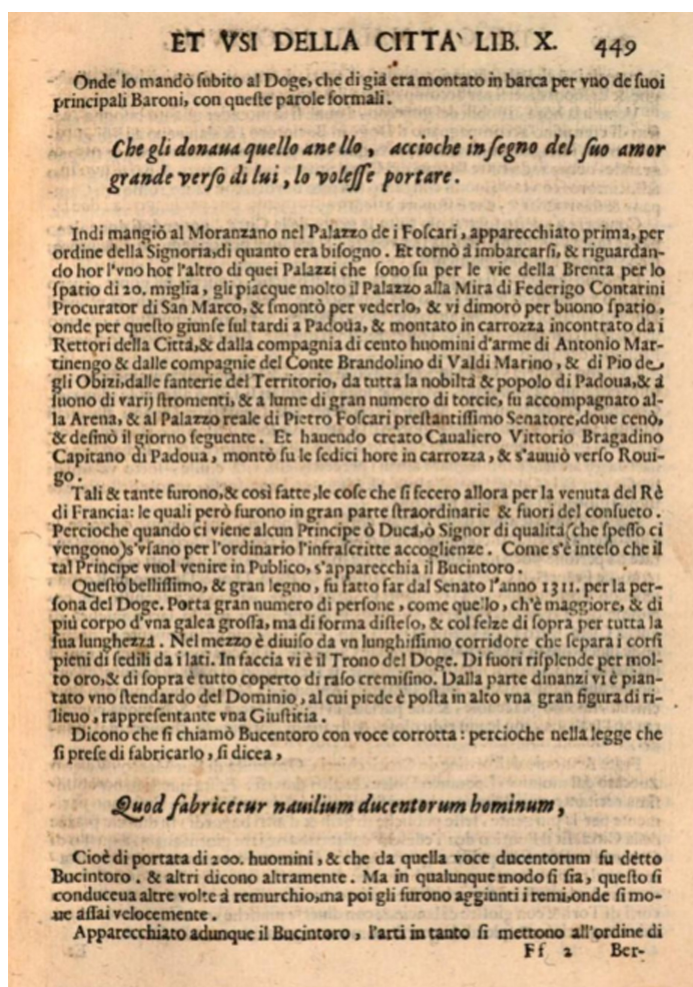 ET VSI DELLA CITTA' LIB. X. 449
Onde lo mandò ſubito al Doge, che di già era montato in barca per vno de ſuoi
principali Baroni, con queſte parole formali.
Che gli donaua quello ane llo, accioche in ſegno del ſuo amor
grande verſo di lui, lo voleſſe portare.
Indi mangiò al Moranzano nel Palazzo de i Foſcari, apparecchiato prima, per
ordine della Signoria, di quanto era biſogno. Et tornò á imbarcarſi, & riguardan-
do hor l'vno hor l'altro di quei Palazzi che ſono ſu per le vie della Brenta per lo
ſpatio di 20. miglia, gli piacque molto il Palazzo alla Mira di Federigo Contarini
Procurator di San Marco, & ſmontò per vederlo, & vi dimorò per buono ſpatio,
onde per queſto giunſe ſul tardi a Padoua, & montato in carrozza incontrato da i
Rettori della Città, & dalla compagnia di cento huomini d'arme di Antonio Mar-
tinengo & dalle compagnie del Conte Brandolino di Valdi Marino, & di Pio de
gli Obizi, dalle fanterie del Territorio, da tutta la nobiltá & popolo di Padoua, & á
ſuono di varij ſtromenti, & a lume di gran numero di torcie, fu accompagnato al-
la Arena, & al Palazzo reale di Pietro Foſcari preſtantiſſimo Senatore, doue cenò,
& deſinò il giorno ſeguente. Et hauendo creato Caualiero Vittorio Bragadino
Capitano di Padoua, montò ſu le ſedici hore in carrozza, & s'auuiò verſo Roui-
go.
Tali & tante furono, & così fatte, le coſe che ſi fecero allora per la venuta del Rè
di Francia: le quali però furono in gran parte ſtraordinarie & fuori del conſueto.
Percioche quando ci viene alcun Principe ò Duca, ò Signor di qualità (che ſpeſſo ci
vengono) s'vſano per l'ordinario l'infraſcritte accoglienze. Come s'è inteſo che il
tal Principe vuol venire in Publico, s'apparecchia il Bucintoro.
Queſto belliſſimo, & gran legno, fu fatto far dal Senato l'anno 1311. per la per-
ſona del Doge. Porta gran numero di perſone, come quello, ch'è maggiore, & di
più corpo d'vna galea groſſa, ma di forma diſteſo, & col felze di ſopra per tutta la
ſua lunghezza. Nel mezzo è diuiſo da vn lunghiſſimo corridore che ſepara i corſi
pieni di ſedili da i lati. In faccia vi è il Trono del Doge. Di fuori riſplende per mol-
to oro, & di ſopra è tutto coperto di raſo cremiſino. Dalla parte dinanzi vi è pian-
tato vno ſtendardo del Dominio, al cui piede è poſta in alto vna gran figura di ri-
lieuo, rappreſentante vna Giuſtitia.
Dicono che ſi chiamò Bucentoro con voce corrotta: percioche nella legge che
ſi preſe di fabricarlo, ſi dicea,
Quod fabricetur nauilium ducentorum hominum,
Cioè di portata di 200. huomini, & che da quella voce ducentorum fu detto
Bucintoro. & altri dicono altramente. Ma in qualunque modo ſi ſia, queſto ſi
conduceua altre volte á remurchio, ma poi gli furono aggiunti i remi, onde ſi mo-
ue aſſai velocemente.
Apparecchiato adunque il Bucintoro, l'arti in tanto ſi mettono all'ordine di
Ff 2 Ber-